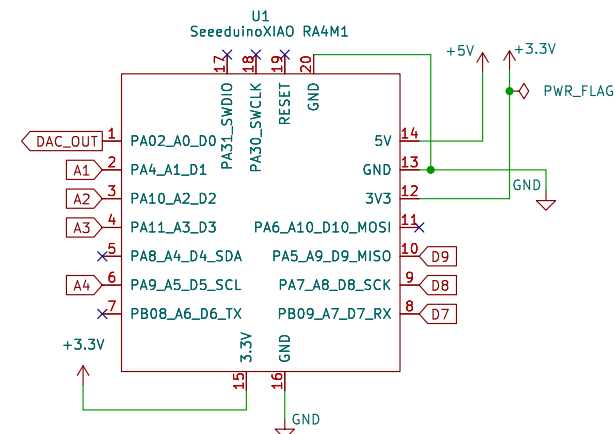 U1
SeeeduinoXIAO RA4M1
+5V
+3.3V
PWR_FLAG
17
18
19
20
PA31_SWDIO
PA30_SWCLK
RESET
GND
DAC_OUT 1 PA02_A0_D0
5V 14
A1 2 PA4_A1_D1
GND 13
A2 3 PA10_A2_D2
3V3 12
GND
A3 4 PA11_A3_D3
PA6_A10_D10_MOSI 11
5 PA8_A4_D4_SDA
PA5_A9_D9_MISO 10 D9
A4 6 PA9_A5_D5_SCL
PA7_A8_D8_SCK 9 D8
7 PB08_A6_D6_TX
PB09_A7_D7_RX 8 D7
+3.3V
3.3V
GND
15
16
GND